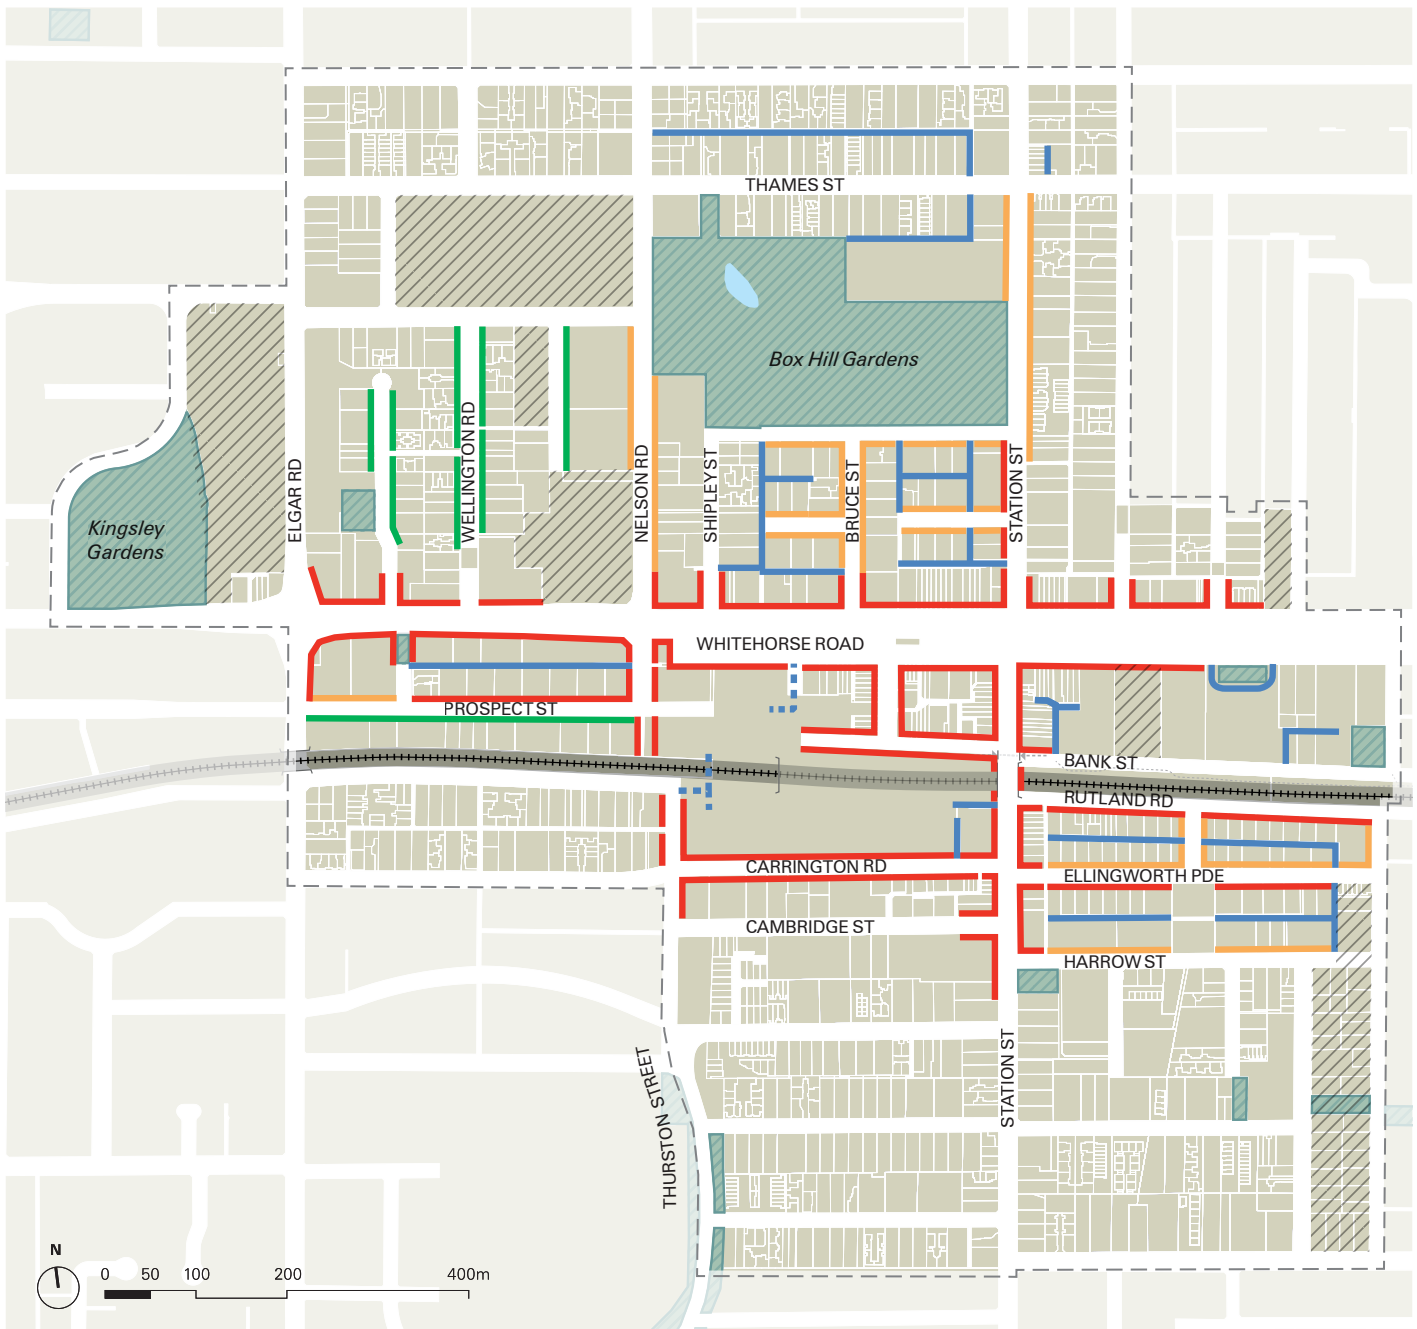 THAMES ST
Box Hill Gardens
WELLINGTON RD
ELGAR RD
NELSON RD
SHIPLEY ST
BRUCE ST
STATION ST
Kingsley
Gardens
WHITEHORSE ROAD
PROSPECT ST
BANK ST
RUTLAND RD
CARRINGTON RD
ELLINGWORTH PDE
CAMBRIDGE ST
HARROW ST
STATION ST
THURSTON STREET
N
0 50 100 200 400m